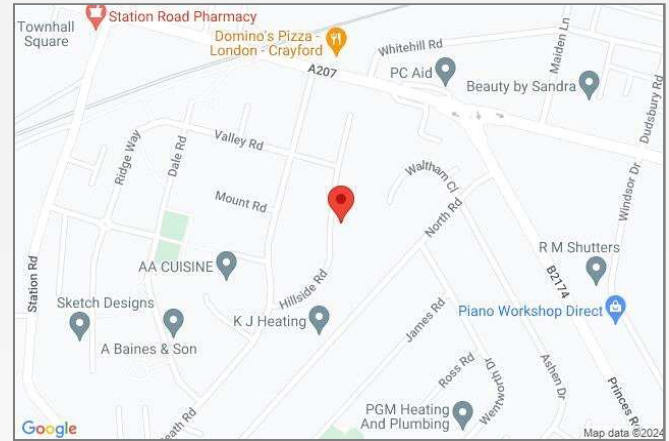 Townhall
Square
Station Road Pharmacy
Domino's Pizza -
London - Crayford
A207
Whitehill Rd
Maiden Ln
PC Aid
Beauty by Sandra
Dudsbury Rd
Ridge Way
Dale Rd
Valley Rd
Waltham Cl
Mount Rd
North Rd
Windsor Dr
Station Rd
AA CUISINE
Hillside Rd
R M Shutters
B2174
Sketch Designs
A Baines & Son
K J Heating
James Rd
Piano Workshop Direct
Ross Rd
Wentworth Dr
Ashen Dr
Princes R
eath Rd
PGM Heating
And Plumbing
Google
Map data ©2024